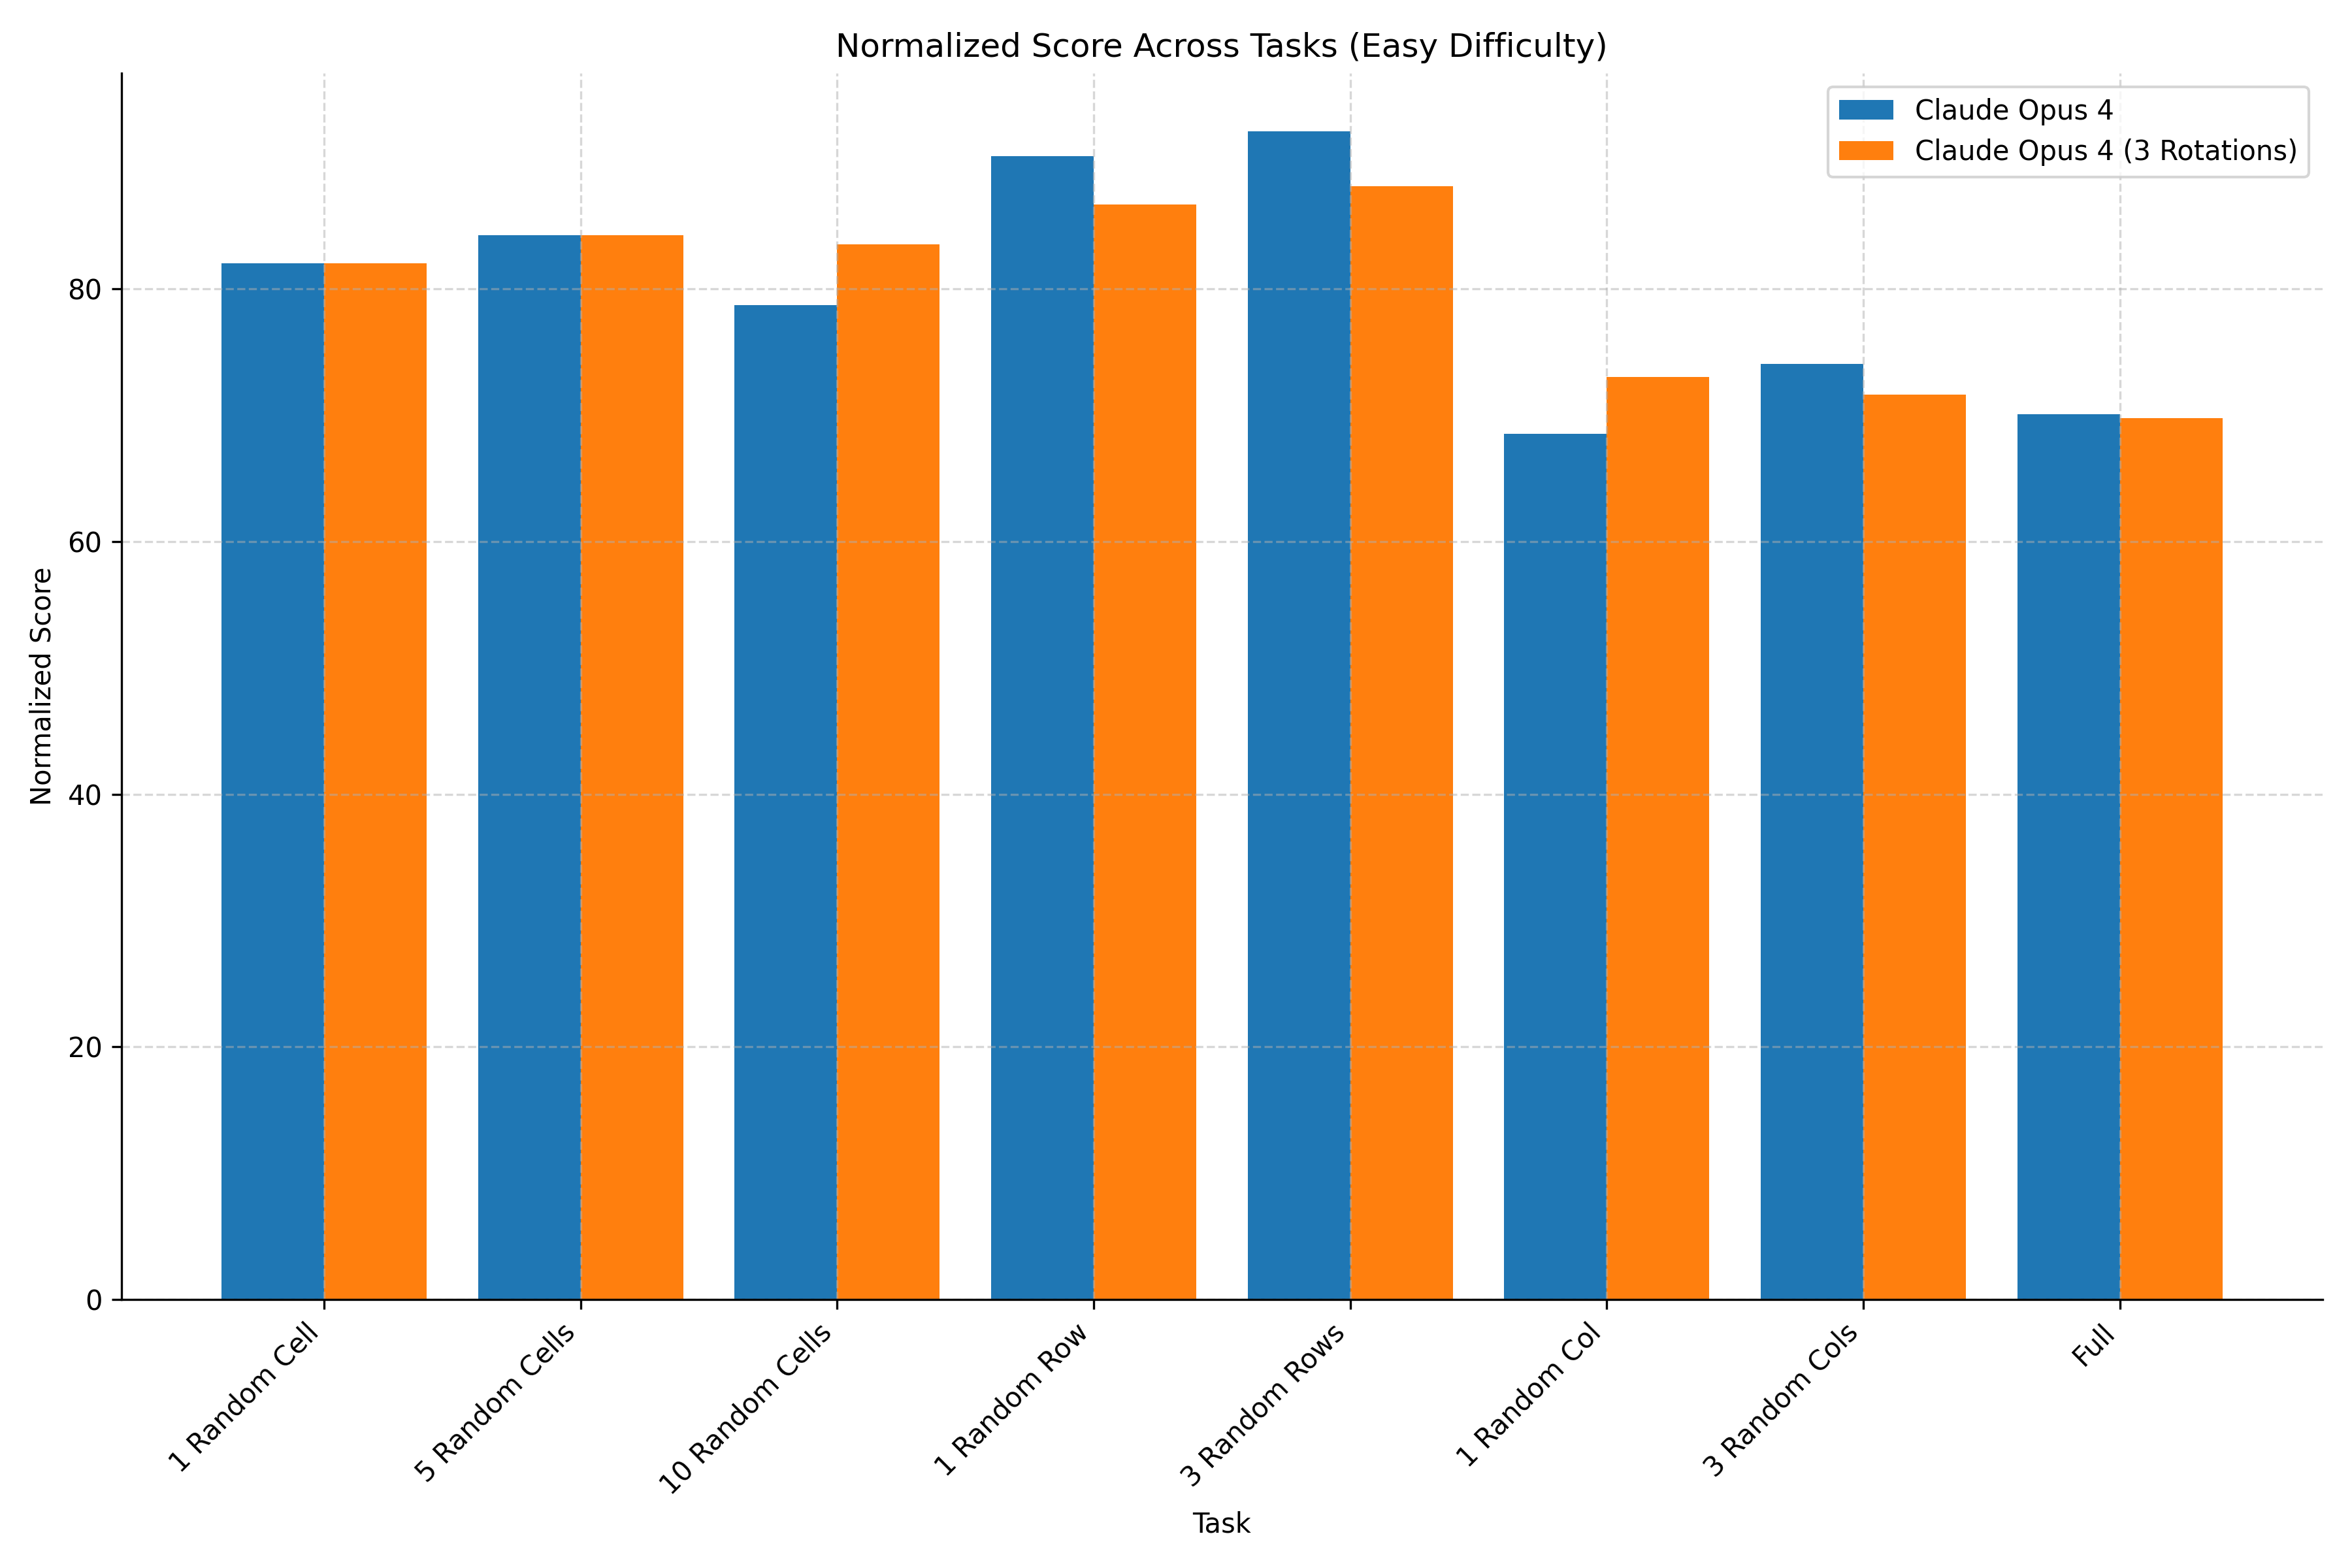 Normalized Score Across Tasks (Easy Difficulty)
Claude Opus 4
Claude Opus 4 (3 Rotations)
Normalized Score
80
60
40
20
0
1 Random Cell
5 Random Cells
10 Random Cells
1 Random Row
3 Random Rows
1 Random Col
3 Random Cols
Full
Task